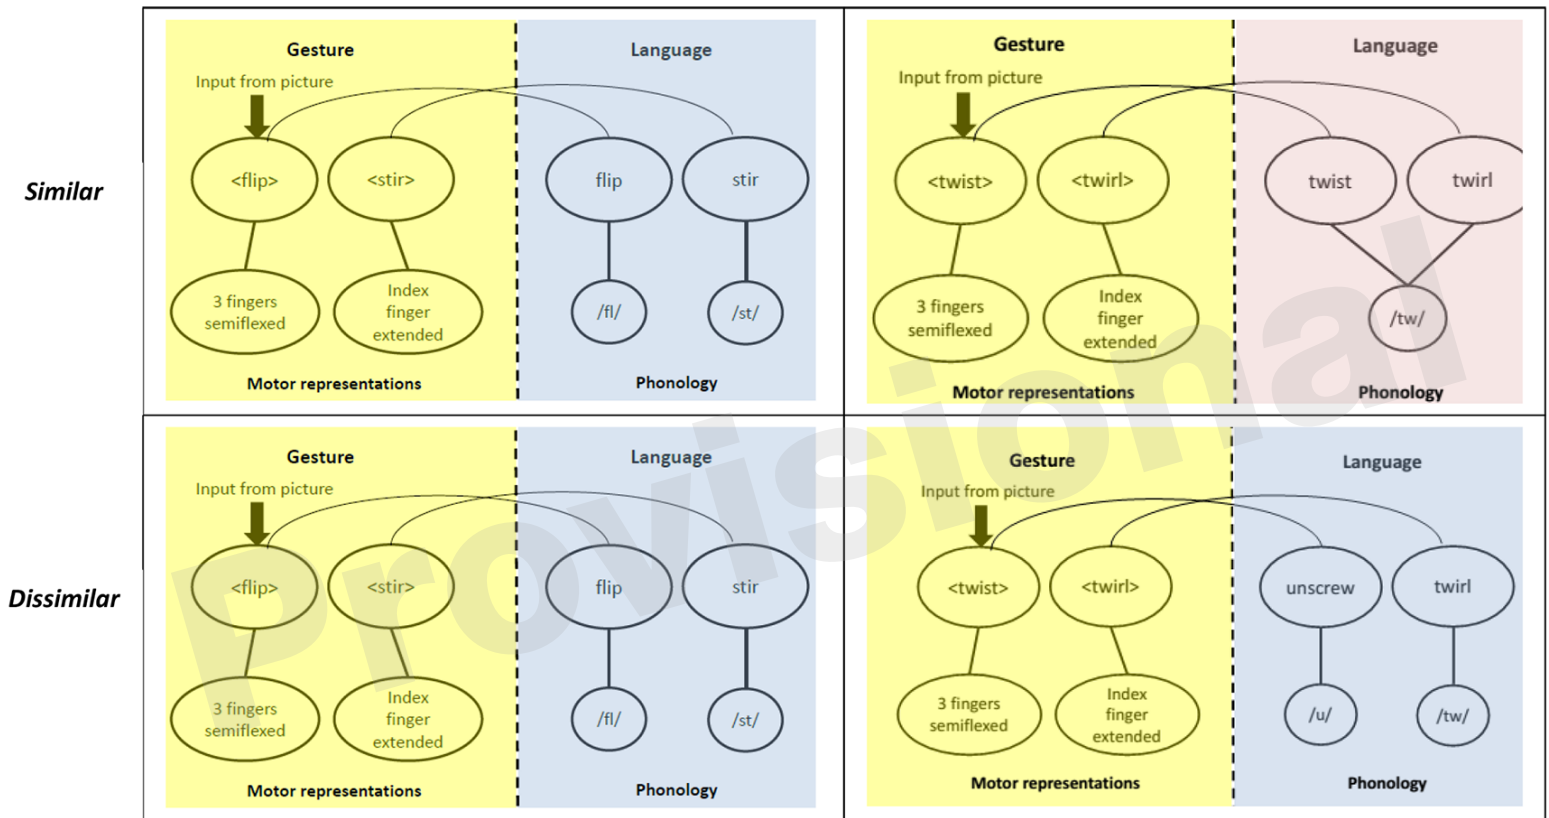 Similar
Gesture
Language
Input from picture
<flip>
<stir>
flip
stir
3 fingers
semiflexed
Index
finger
extended
/fl/
/st/
Motor representations
Phonology
Gesture
Language
Input from picture
<twist>
<twirl>
twist
twirl
3 fingers
semiflexed
Index
finger
extended
/tw/
Motor representations
Phonology
Dissimilar
Gesture
Language
Input from picture
<flip>
<stir>
flip
stir
3 fingers
semiflexed
Index
finger
extended
/fl/
/st/
Motor representations
Phonology
Gesture
Language
Input from picture
<twist>
<twirl>
unscrew
twirl
3 fingers
semiflexed
Index
finger
extended
/u/
/tw/
Motor representations
Phonology
Provisional